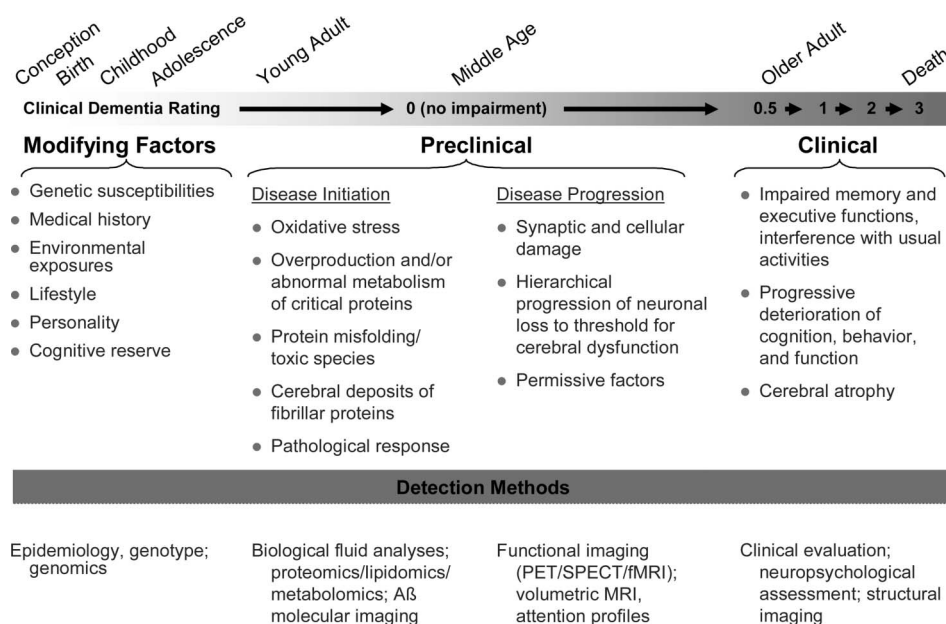 Conception
Birth
Childhood
Adolescence
Young Adult
Middle Age
Older Adult
Death
Clinical Dementia Rating
0 (no impairment)
0.5
1
2
3
Modifying Factors
Genetic susceptibilities
Medical history
Environmental
exposures
Lifestyle
Personality
Cognitive reserve
Preclinical
Disease Initiation
Oxidative stress
Overproduction and/or
abnormal metabolism
of critical proteins
Protein misfolding/
toxic species
Cerebral deposits of
fibrillar proteins
Pathological response
Disease Progression
Synaptic and cellular
damage
Hierarchical
progression of neuronal
loss to threshold for
cerebral dysfunction
Permissive factors
Clinical
Impaired memory and
executive functions,
interference with usual
activities
Progressive
deterioration of
cognition, behavior,
and function
Cerebral atrophy
Detection Methods
Epidemiology, genotype;
genomics
Biological fluid analyses;
proteomics/lipidomics/
metabolomics; Aß
molecular imaging
Functional imaging
(PET/SPECT/fMRI);
volumetric MRI,
attention profiles
Clinical evaluation;
neuropsychological
assessment; structural
imaging